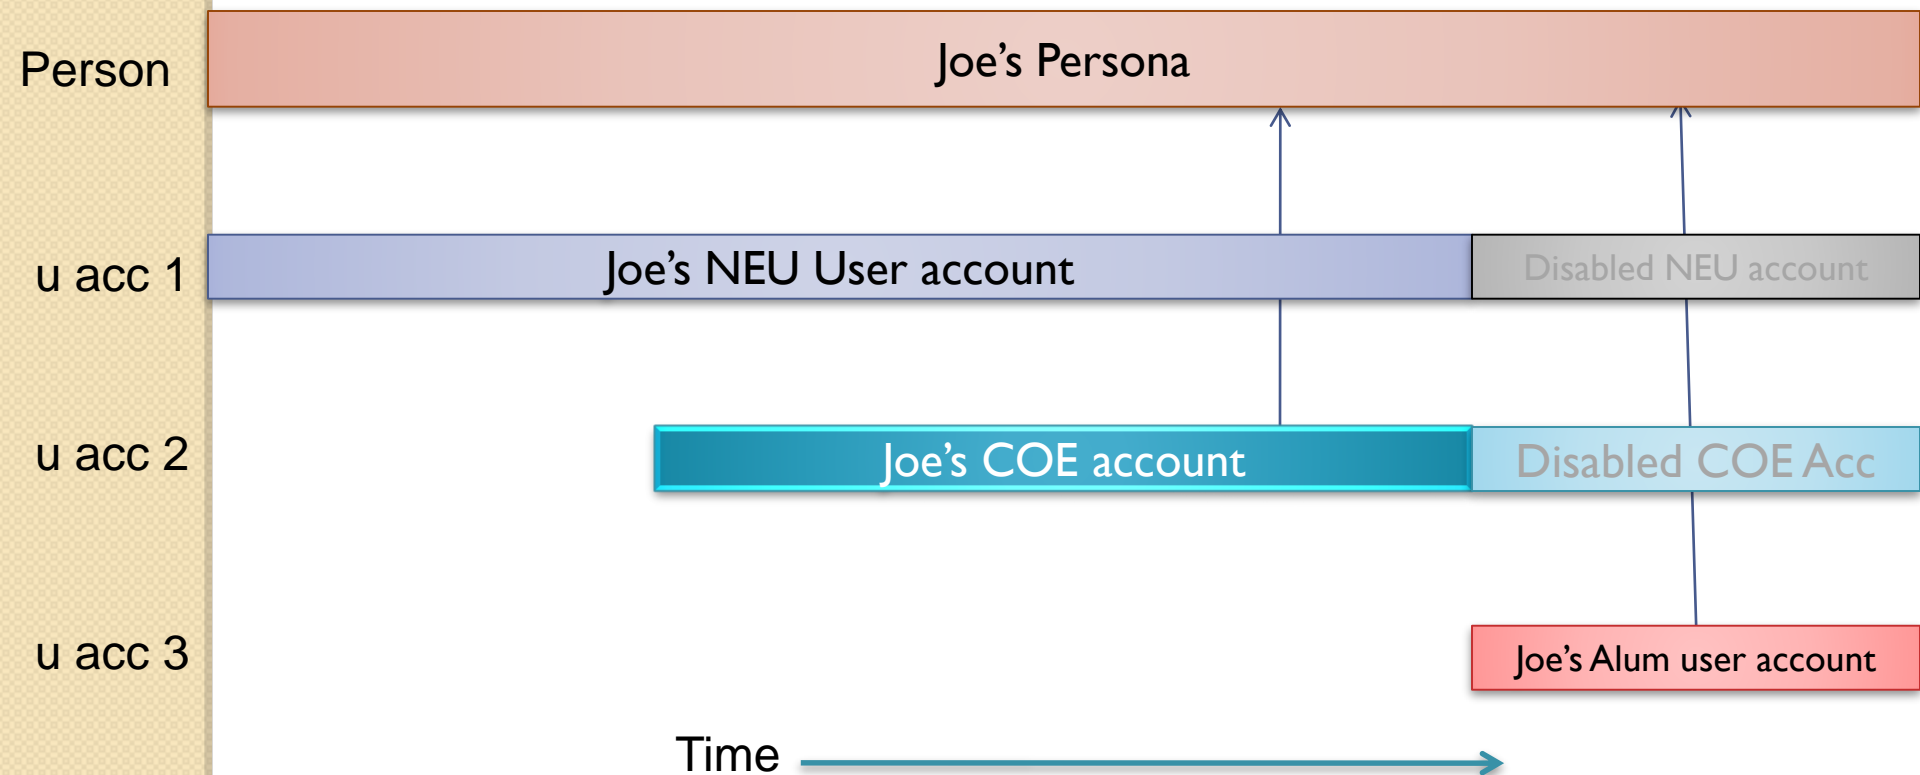 Person
Joe’s Persona
u acc 1
Joe’s NEU User account
Disabled NEU account
u acc 2
Joe’s COE account
Disabled COE Acc
u acc 3
Joe’s Alum user account
Time